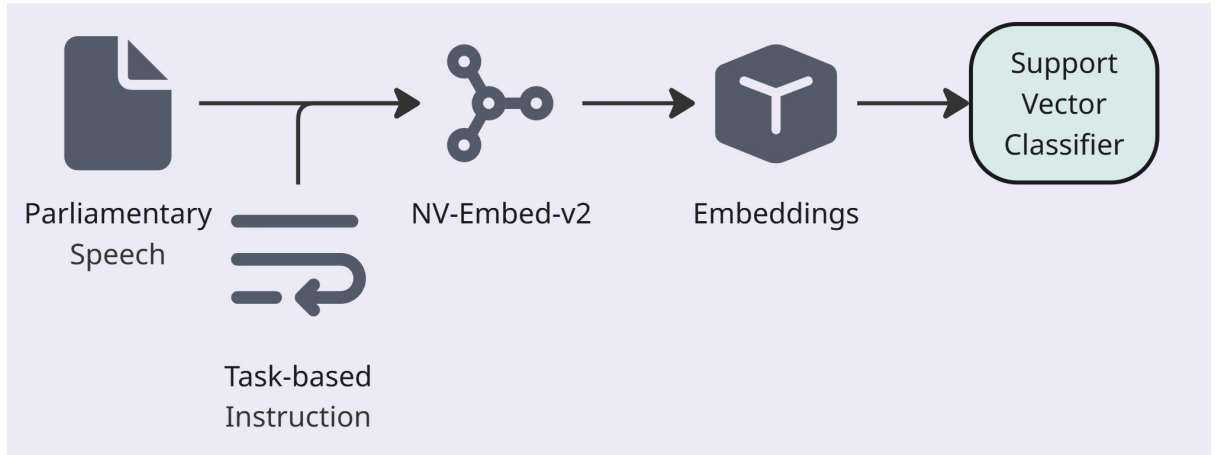 Parliamentary
Speech
Task-based
Instruction
NV-Embed-v2
Embeddings
Support
Vector
Classifier